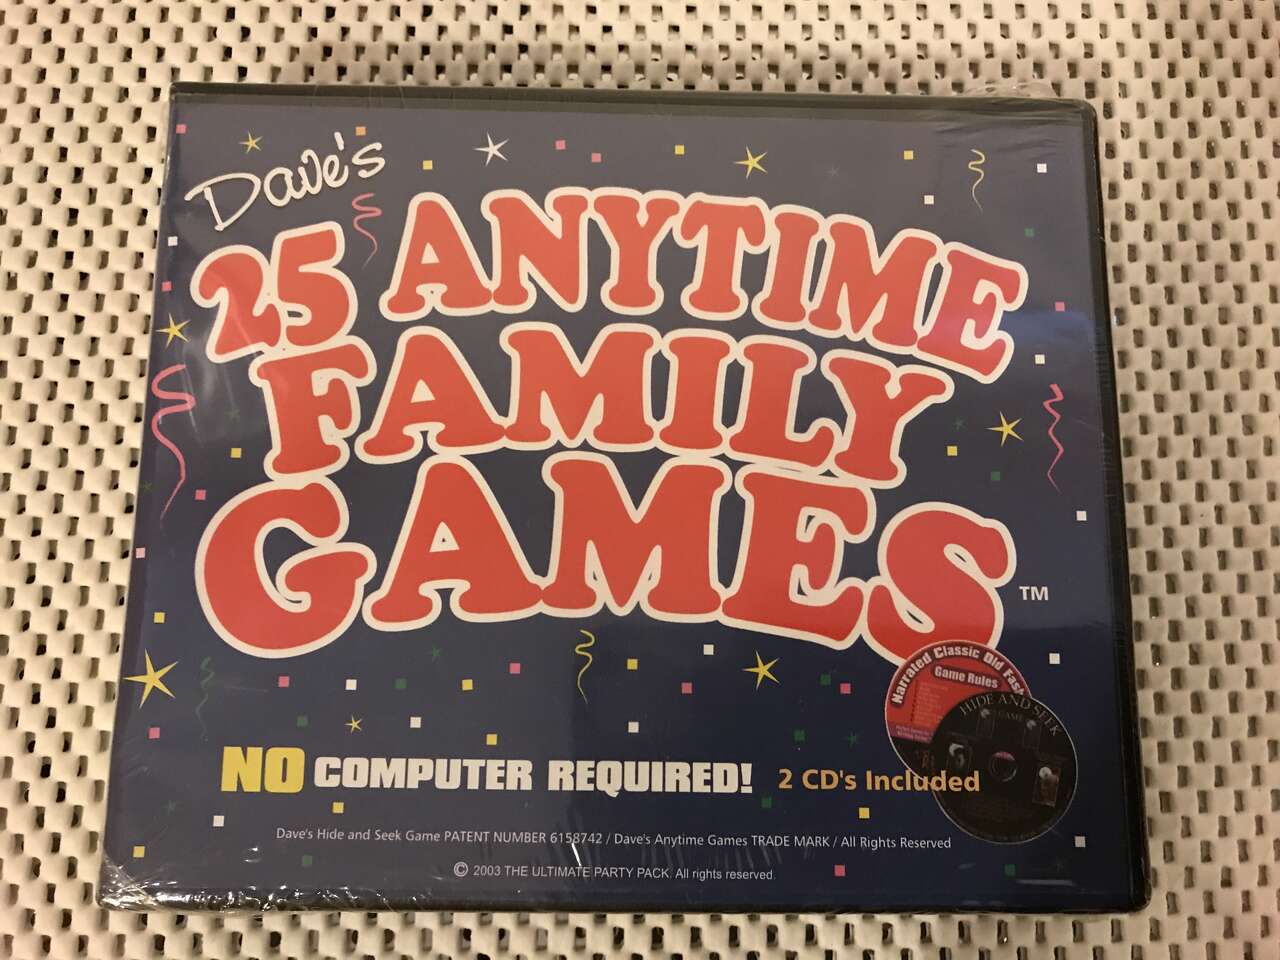 Dave's
25 ANYTIME
FAMILY
GAMES
TM
Narrated Classic Old Fas
Game Rules
HIDE AND SEEK
GAME
NO COMPUTER REQUIRED!
2 CD's Included
Dave's Hide and Seek Game PATENT NUMBER 6158742 / Dave's Anytime Games TRADE MARK / All Rights Reserved
© 2003 THE ULTIMATE PARTY PACK. All rights reserved.